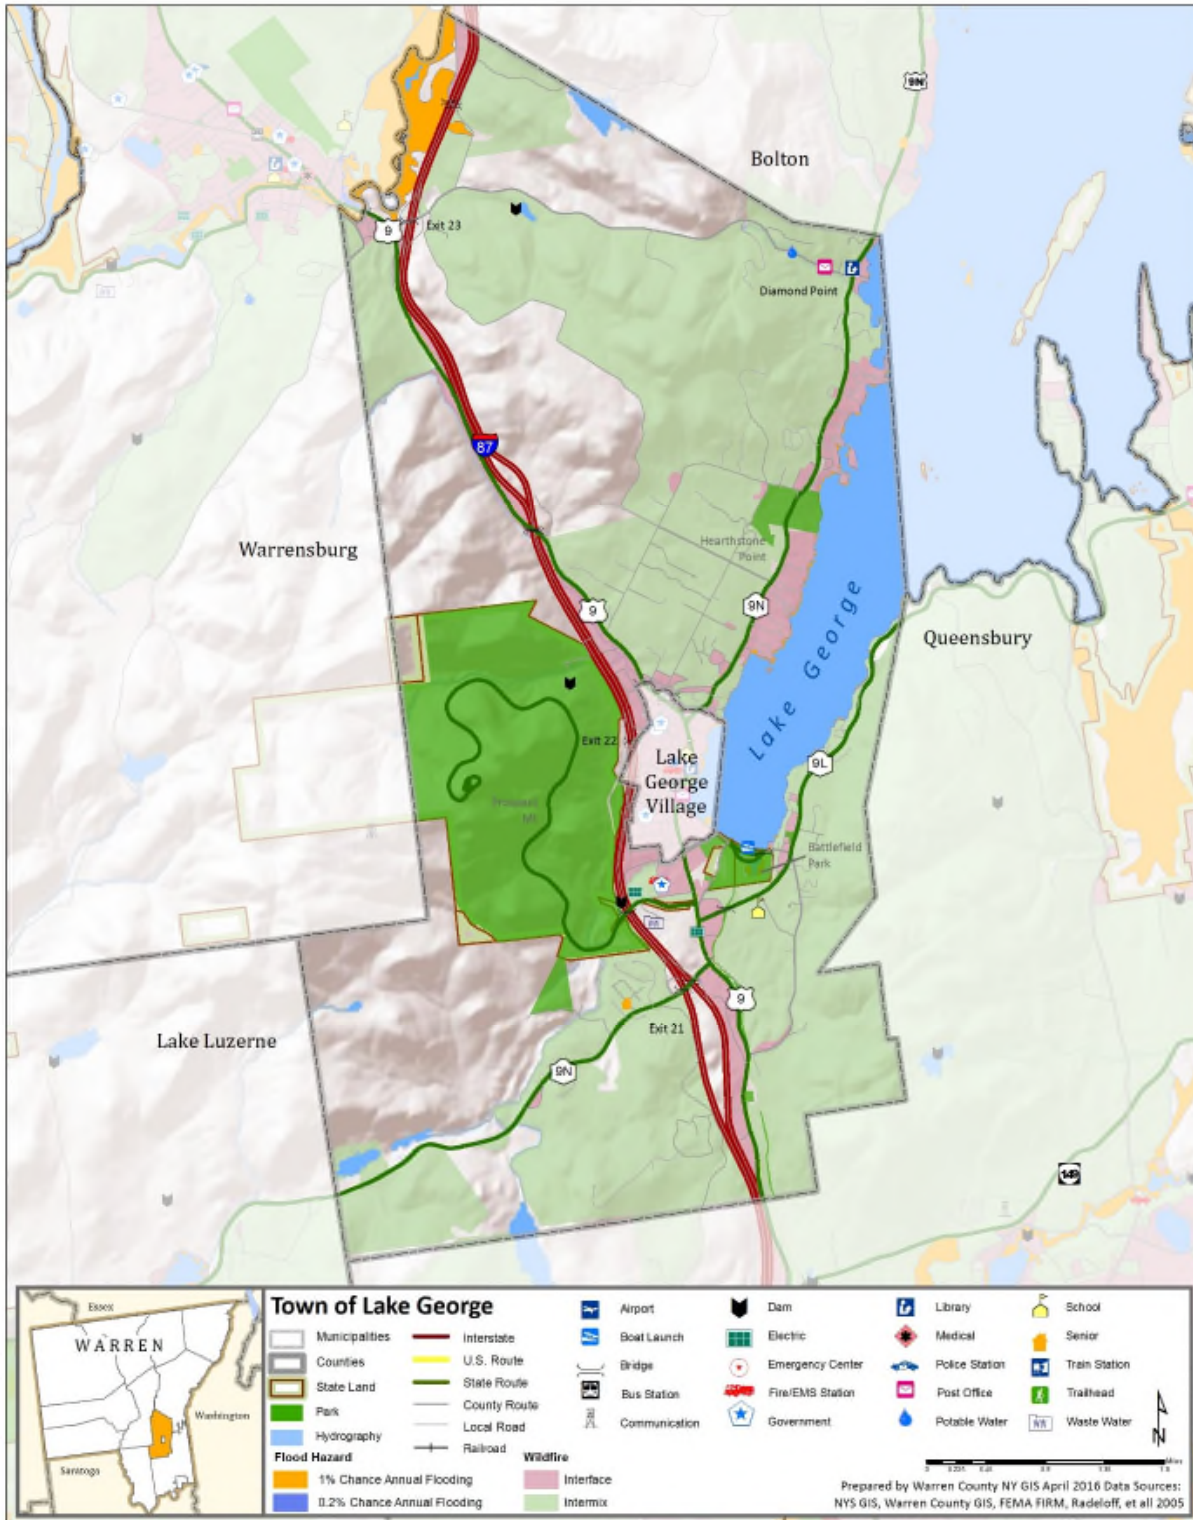 9N
Bolton
Exit 23
9
Diamond Point
87
Warrensburg
Hearthstone
Point
9
9N
Lake George
Queensbury
Exit 22
Lake
George
Village
9L
Prospect
Mt
Battlefield
Park
9
Exit 21
Lake Luzerne
9N
149
Essex
WARREN
Washington
Saratoga
Town of Lake George
Municipalities
Counties
State Land
Park
Hydrography
Flood Hazard
1% Chance Annual Flooding
0.2% Chance Annual Flooding
Interstate
U.S. Route
State Route
County Route
Local Road
Railroad
Wildfire
Interface
Intermix
Airport
Boat Launch
Bridge
Bus Station
Communication
Dam
Electric
Emergency Center
Fire/EMS Station
Government
Library
Medical
Police Station
Post Office
Potable Water
School
Senior
Train Station
Trailhead
Waste Water
N
Miles
Prepared by Warren County NY GIS April 2016 Data Sources:
NYS GIS, Warren County GIS, FEMA FIRM, Radeloff, et all 2005